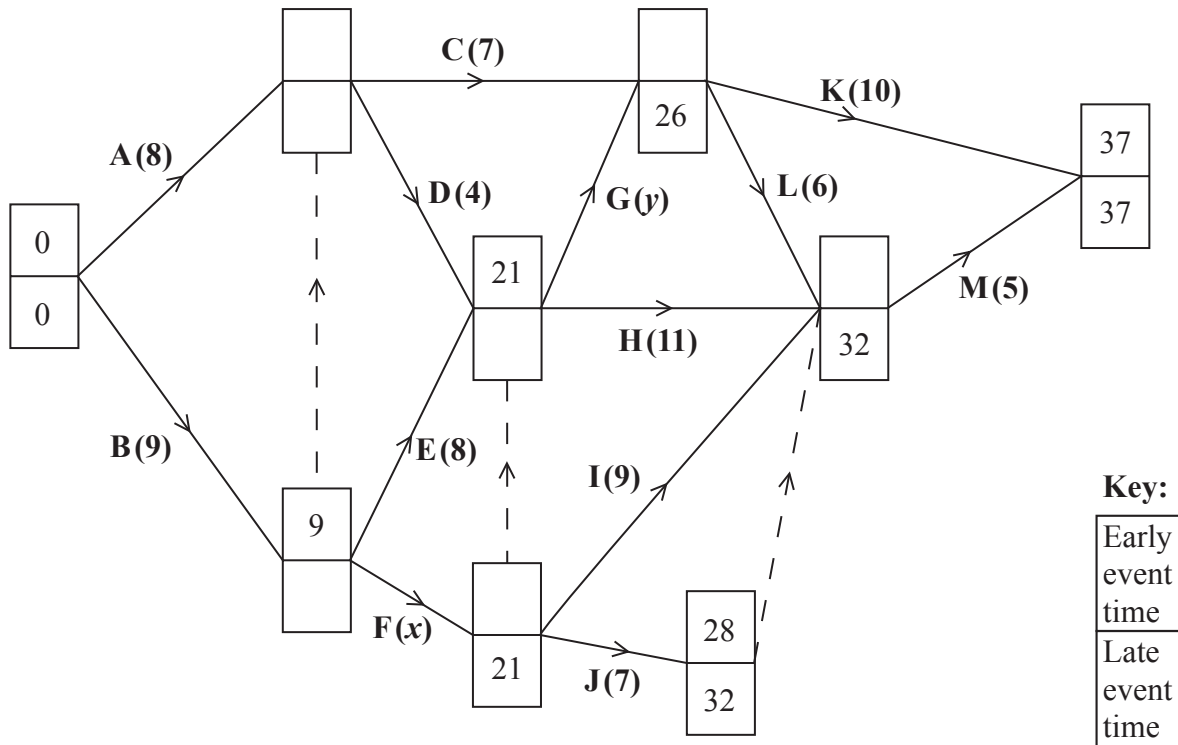 C(7)
K(10)
26
37
37
A(8)
D(4)
G(y)
L(6)
0
0
21
H(11)
32
M(5)
B(9)
E(8)
I(9)
9
F(x)
21
J(7)
28
32
Key:
Early
event
time
Late
event
time